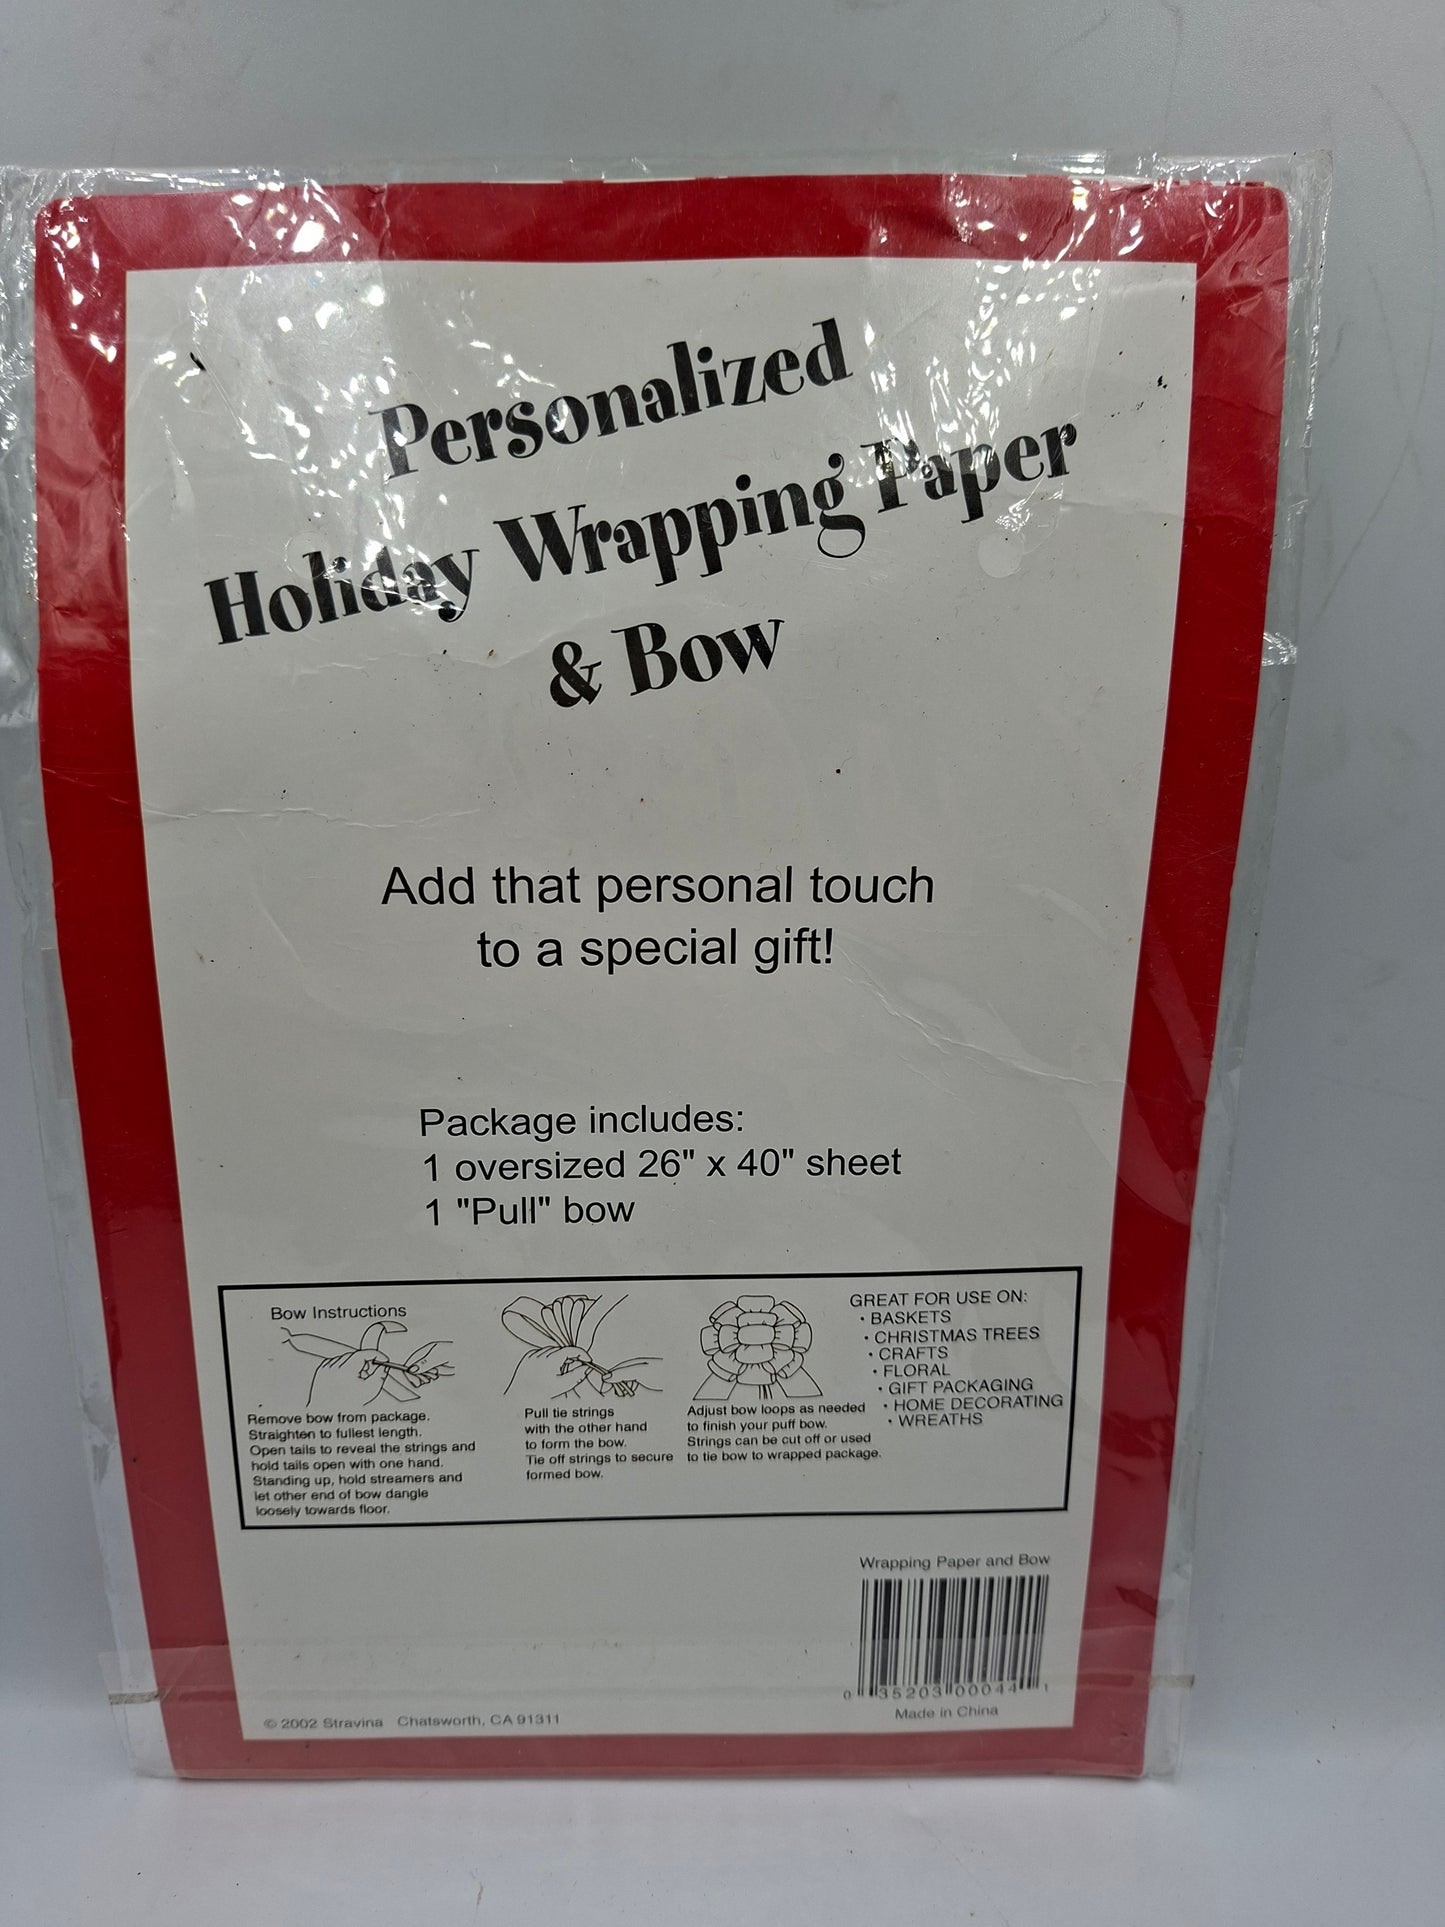 Personalized
Holiday Wrapping Paper
& Bow
Add that personal touch
to a special gift!
Package includes:
1 oversized 26" x 40" sheet
1 "Pull" bow
Bow Instructions
Remove bow from package.
Straighten to fullest length.
Open tails to reveal the strings and
hold tails open with one hand.
Standing up, hold streamers and
let other end of bow dangle
loosely towards floor.
Pull tie strings
with the other hand
to form the bow.
Tie off strings to secure
formed bow.
Adjust bow loops as needed
to finish your puff bow.
Strings can be cut off or used
to tie bow to wrapped package.
GREAT FOR USE ON:
• BASKETS
• CHRISTMAS TREES
• CRAFTS
• FLORAL
• GIFT PACKAGING
• HOME DECORATING
• WREATHS
Wrapping Paper and Bow
0 35203 00044 1
Made in China
© 2002 Stravina Chatsworth, CA 91311